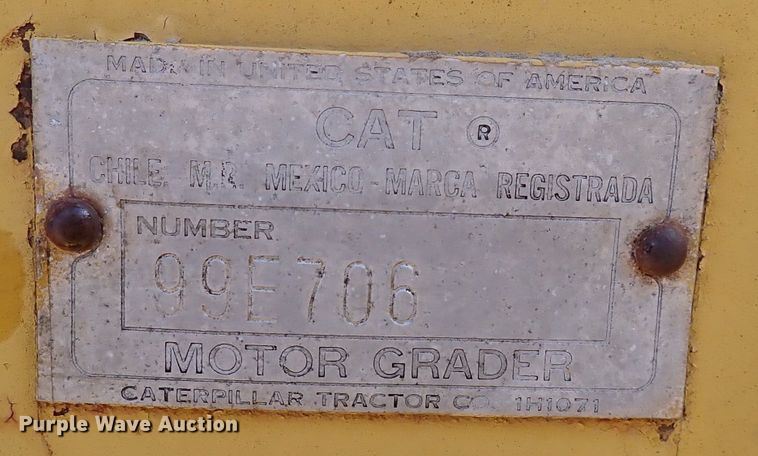 MADE IN UNITED STATES OF AMERICA
CAT ®
CHILE. M.R. MEXICO-MARCA REGISTRADA
NUMBER
99E706
MOTOR GRADER
CATERPILLAR TRACTOR CO. 1H1071
Purple Wave Auction